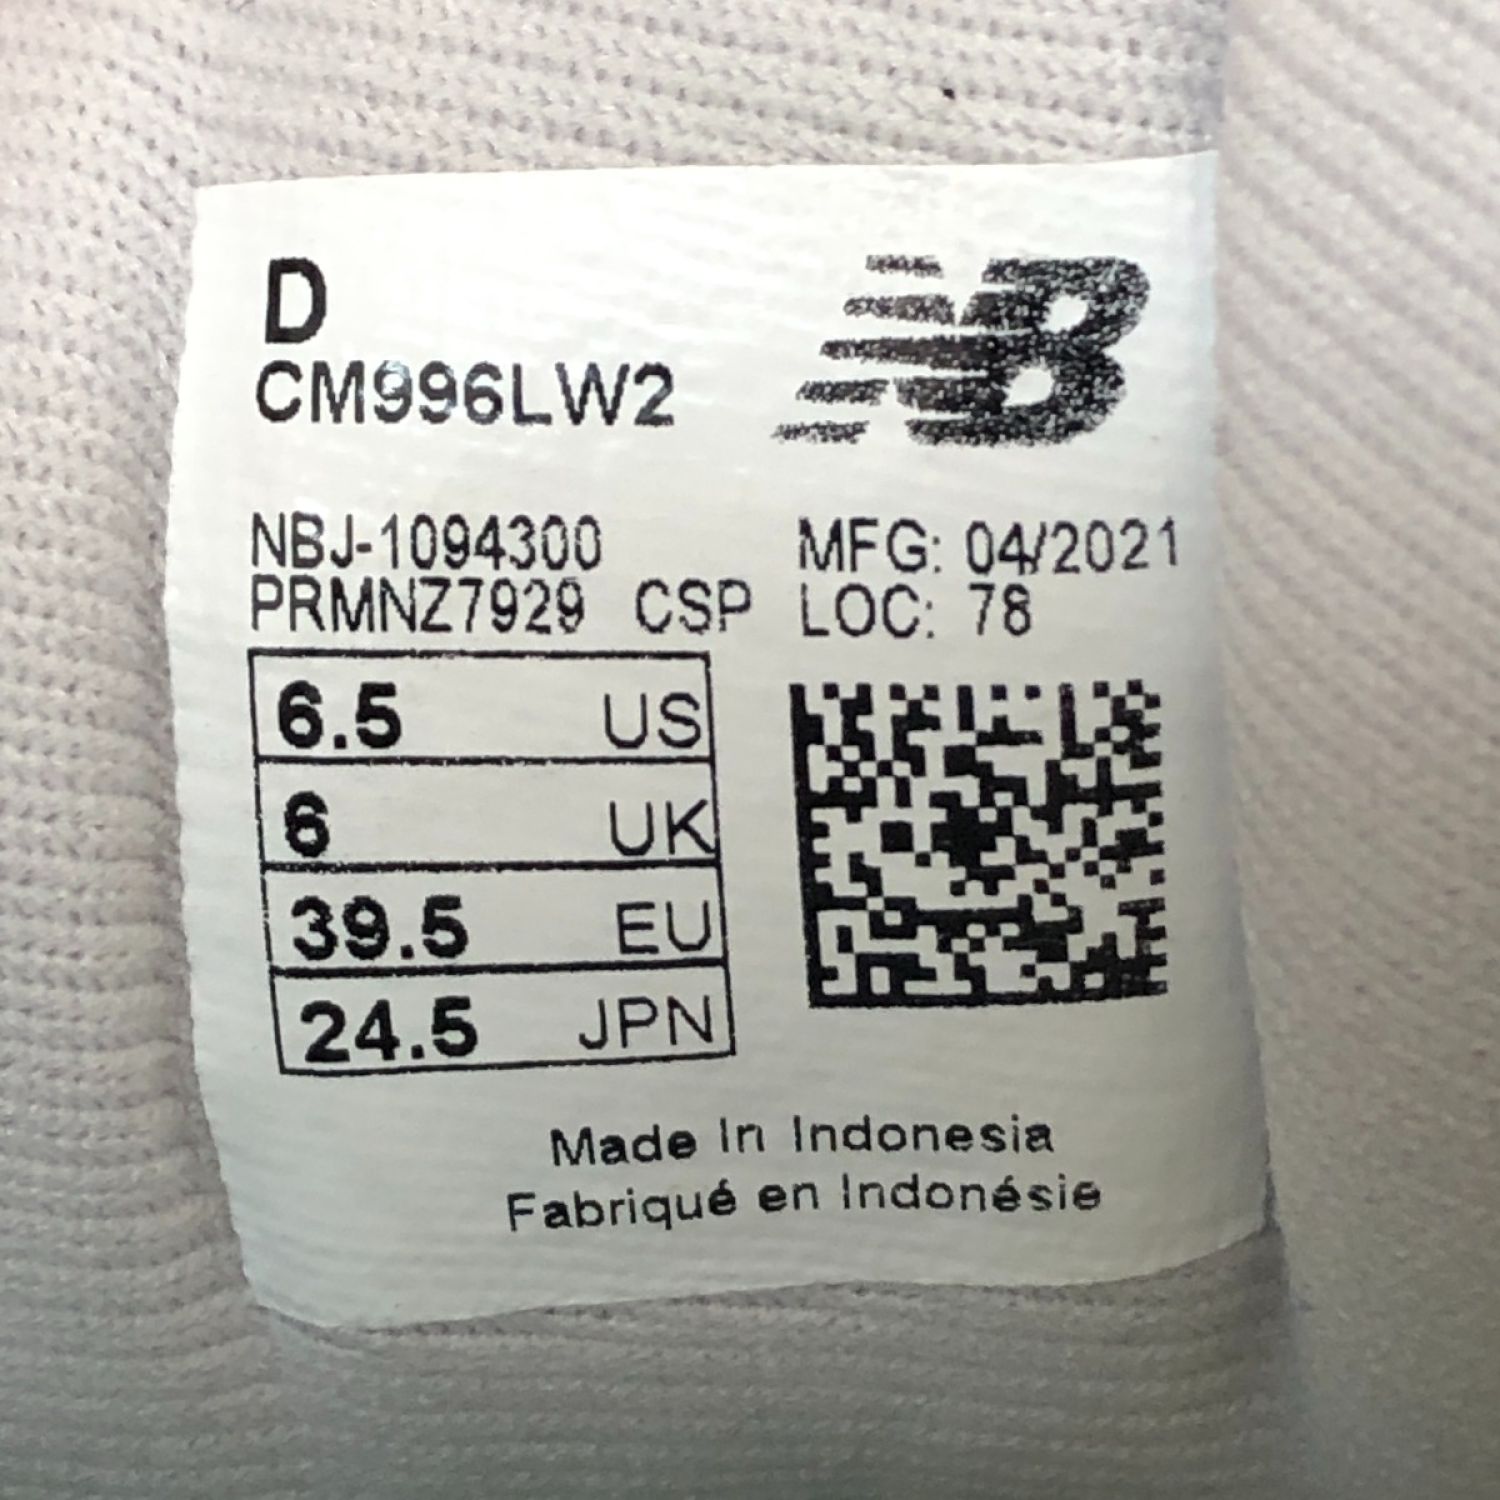 D
CM996LW2
NB
NBJ-1094300
MFG: 04/2021
PRMNZ7929 CSP
LOC: 78
6.5 US
6 UK
39.5 EU
24.5 JPN
Made In Indonesia
Fabriqué en Indonésie